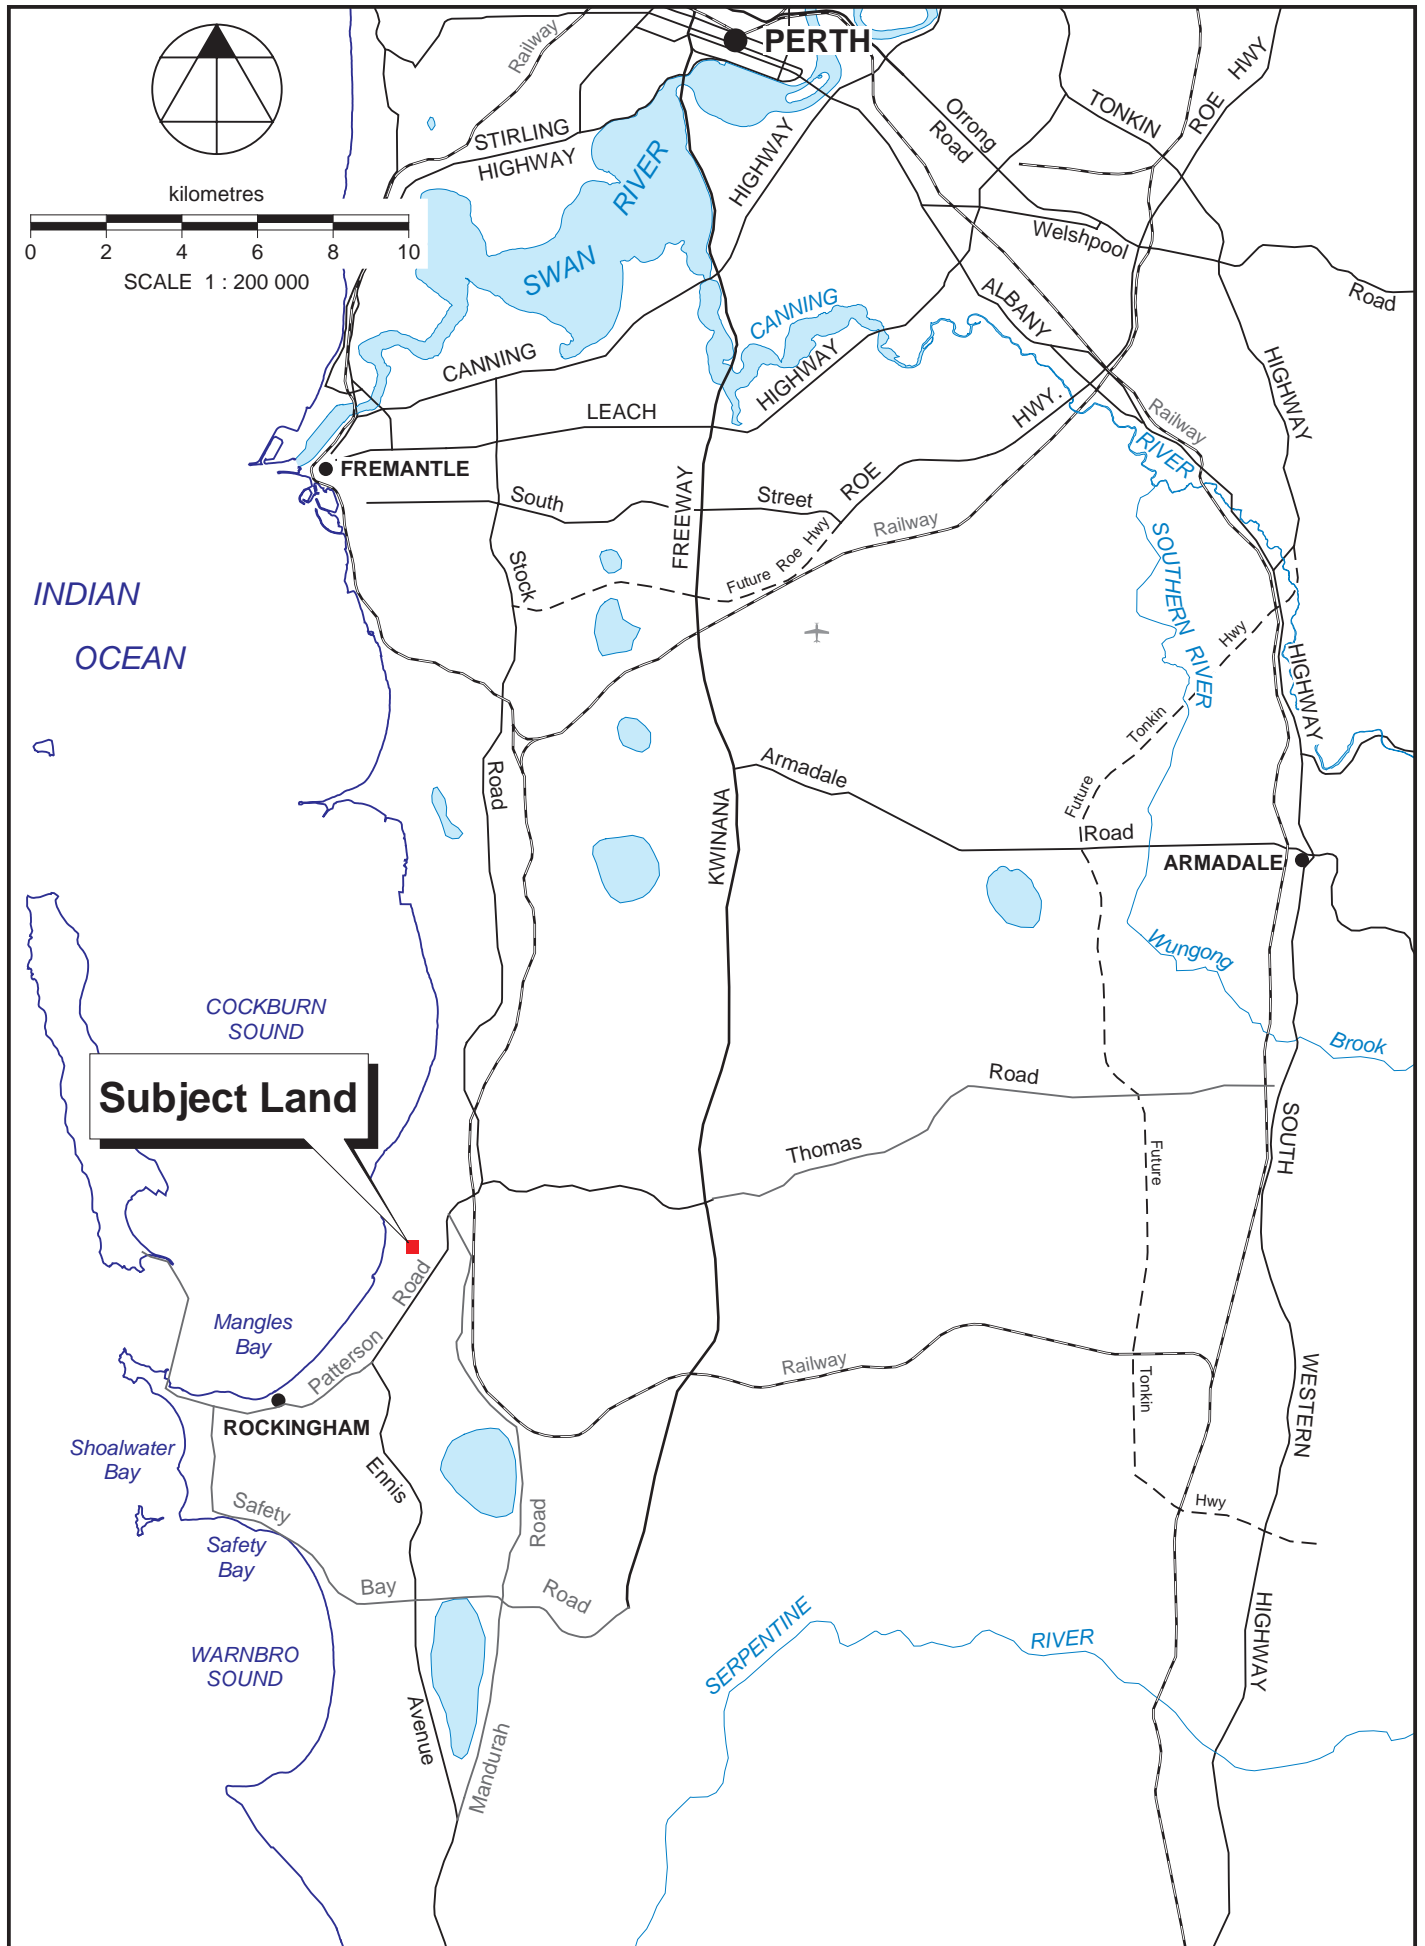 PERTH
Railway
STIRLING
HIGHWAY
RIVER
SWAN
HIGHWAY
Orrong
Road
TONKIN
ROE
HWY
kilometres
0 2 4 6 8 10
SCALE 1 : 200 000
Welshpool
Road
CANNING
ALBANY
CANNING
HIGHWAY
HIGHWAY
LEACH
HWY.
Railway
RIVER
FREMANTLE
South
Street
ROE
FREEWAY
Railway
Stock
Future Roe Hwy
SOUTHERN RIVER
INDIAN
OCEAN
Hwy
HIGHWAY
Tonkin
Future
Road
KWINANA
Armadale
IRoad
ARMADALE
Wungong
Brook
COCKBURN
SOUND
Subject Land
Road
Thomas
Future
SOUTH
Road
Patterson
Mangles
Bay
Railway
Tonkin
WESTERN
ROCKINGHAM
Shoalwater
Bay
Ennis
Safety
Road
Hwy
Safety
Bay
Bay
Road
HIGHWAY
SERPENTINE
RIVER
WARNBRO
SOUND
Avenue
Mandurah